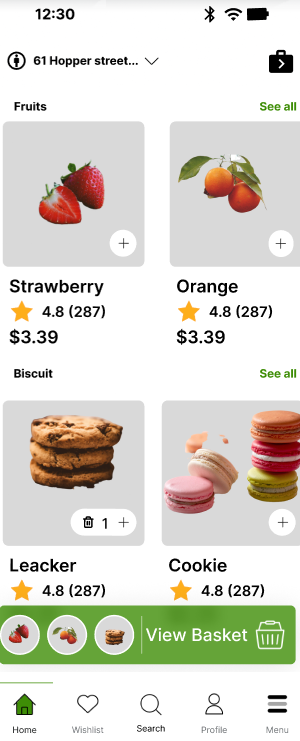 12:30
61 Hopper street...
Fruits See all
Strawberry Orange
4.8 (287) 4.8 (287)
$3.39 $3.39
Biscuit See all
1
Leacker Cookie
4.8 (287) 4.8 (287)
View Basket
Home Wishlist Search Profile Menu